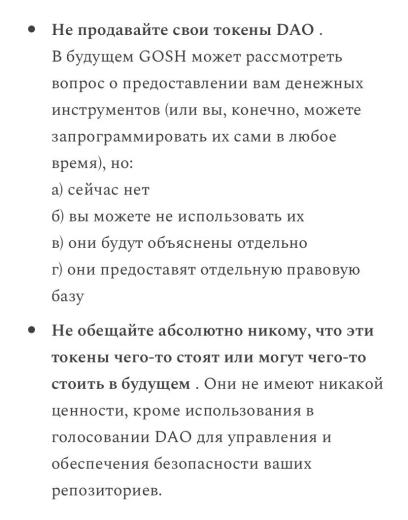 • Не продавайте свои токены DAO .
В будущем GOSH может рассмотреть
вопрос о предоставлении вам денежных
инструментов (или вы, конечно, можете
запрограммировать их сами в любое
время), но:
а) сейчас нет
б) вы можете не использовать их
в) они будут объяснены отдельно
г) они предоставят отдельную правовую
базу
• Не обещайте абсолютно никому, что эти
токены чего-то стоят или могут чего-то
стоить в будущем . Они не имеют никакой
ценности, кроме использования в
голосовании DAO для управления и
обеспечения безопасности ваших
репозиториев.